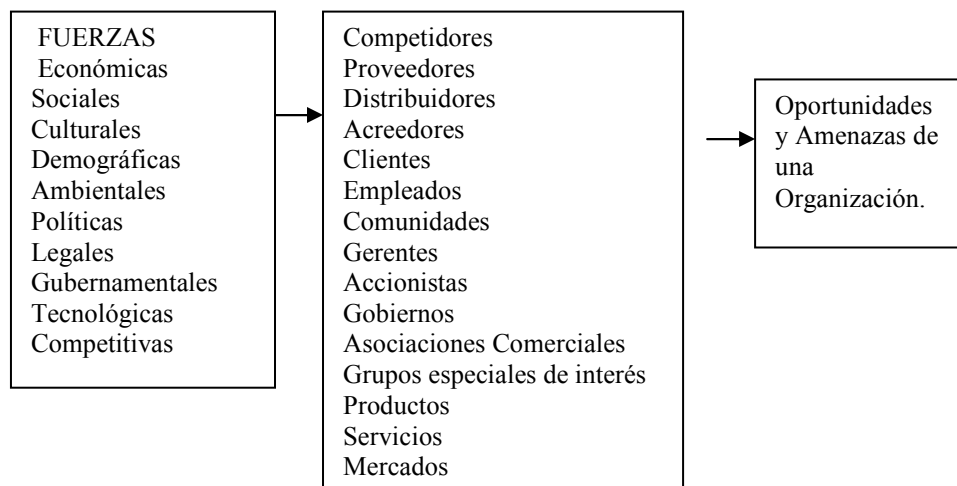 FUERZAS
Económicas
Sociales
Culturales
Demográficas
Ambientales
Políticas
Legales
Gubernamentales
Tecnológicas
Competitivas
Competidores
Proveedores
Distribuidores
Acreedores
Clientes
Empleados
Comunidades
Gerentes
Accionistas
Gobiernos
Asociaciones Comerciales
Grupos especiales de interés
Productos
Servicios
Mercados
Oportunidades
y Amenazas de
una
Organización.